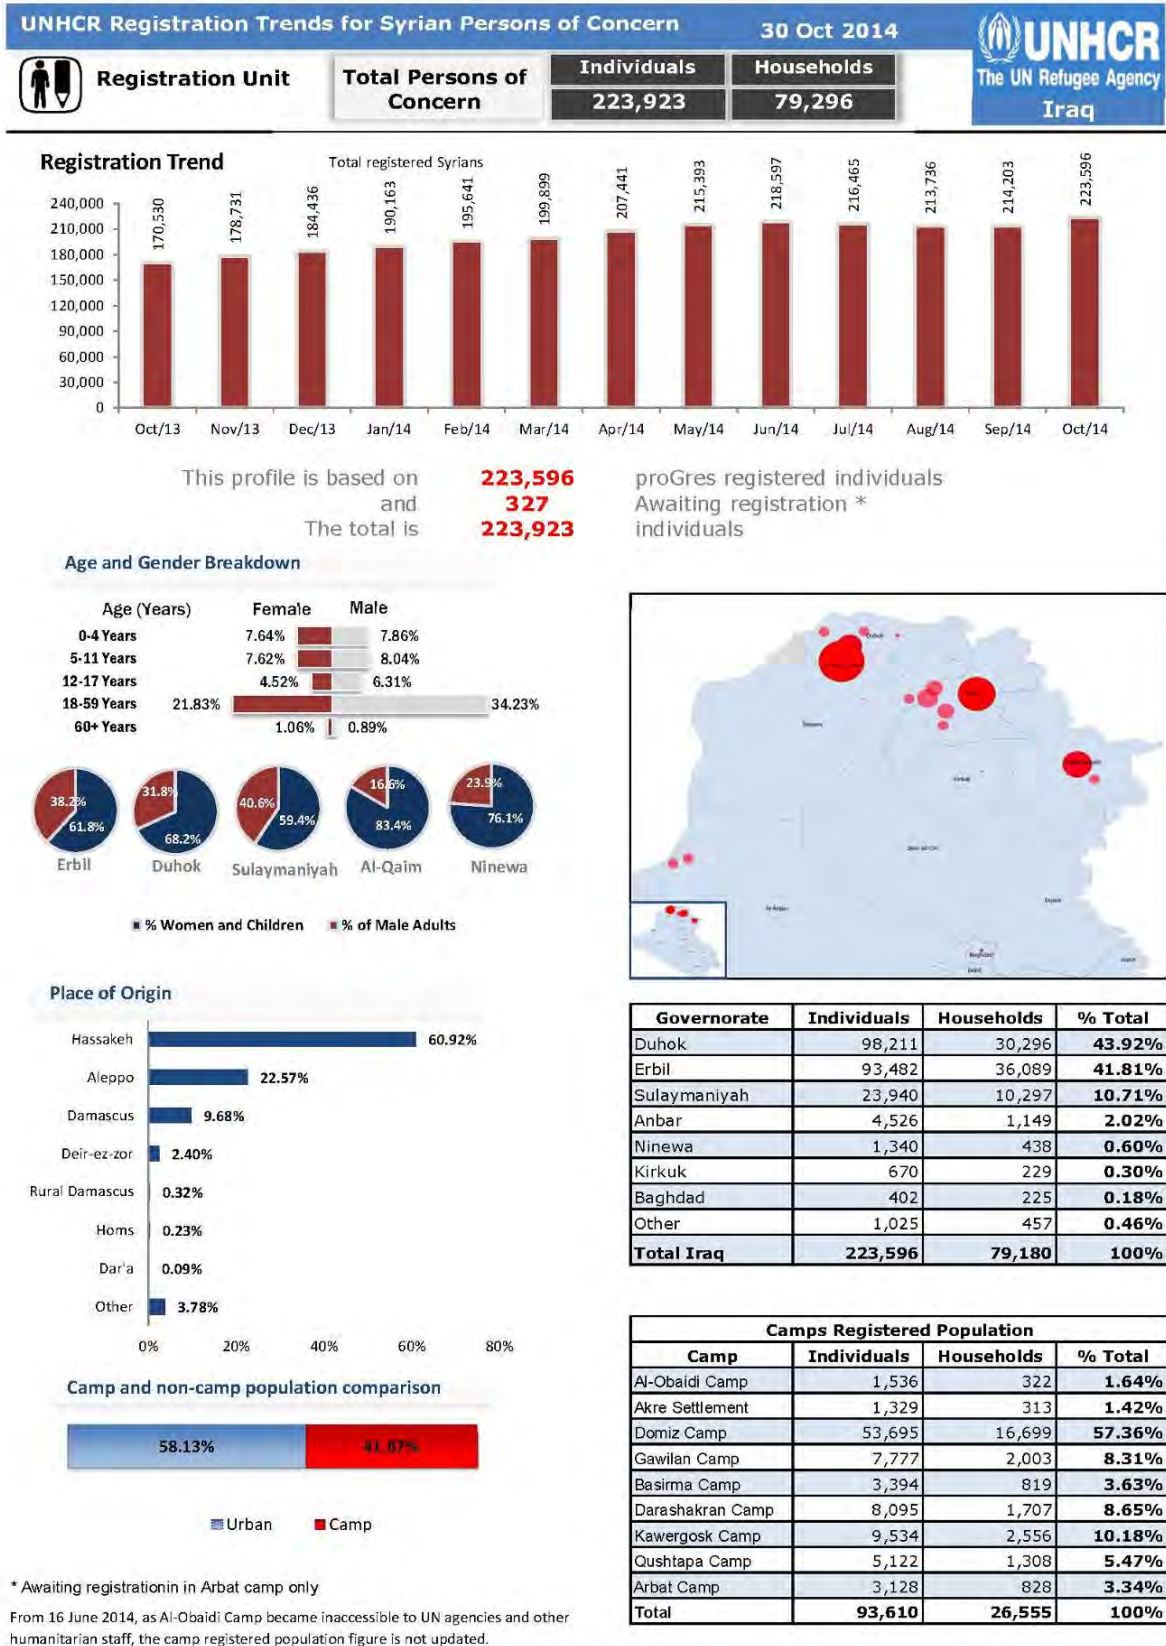 UNHCR Registration Trends for Syrian Persons of Concern
30 Oct 2014
UNHCR
The UN Refugee Agency
Iraq
Registration Unit
Total Persons of Concern
Individuals Households
223,923 79,296
Registration Trend
Total registered Syrians
240,000
210,000
180,000
150,000
120,000
90,000
60,000
30,000
0
170,530 178,731 184,436 190,163 195,641 199,899 207,441 215,393 218,597 216,465 213,736 214,203 223,596
Oct/13 Nov/13 Dec/13 Jan/14 Feb/14 Mar/14 Apr/14 May/14 Jun/14 Jul/14 Aug/14 Sep/14 Oct/14
This profile is based on 223,596 proGres registered individuals
and 327 Awaiting registration *
The total is 223,923 individuals
Age and Gender Breakdown
Age (Years) Female Male
0-4 Years 7.64% 7.86%
5-11 Years 7.62% 8.04%
12-17 Years 4.52% 6.31%
18-59 Years 21.83% 34.23%
60+ Years 1.06% 0.89%
38.2% 61.8%
31.8% 68.2%
40.6% 59.4%
16.6% 83.4%
23.9% 76.1%
Erbil Duhok Sulaymaniyah Al-Qaim Ninewa
% Women and Children % of Male Adults
Duhok
Kirkuk
Baghdad
Place of Origin
Hassakeh 60.92%
Aleppo 22.57%
Damascus 9.68%
Deir-ez-zor 2.40%
Rural Damascus 0.32%
Homs 0.23%
Dar'a 0.09%
Other 3.78%
0% 20% 40% 60% 80%
Camp and non-camp population comparison
58.13% 41.87%
Urban Camp
* Awaiting registrationin in Arbat camp only
From 16 June 2014, as Al-Obaidi Camp became inaccessible to UN agencies and other
humanitarian staff, the camp registered population figure is not updated.
Governorate Individuals Households % Total
Duhok 98,211 30,296 43.92%
Erbil 93,482 36,089 41.81%
Sulaymaniyah 23,940 10,297 10.71%
Anbar 4,526 1,149 2.02%
Ninewa 1,340 438 0.60%
Kirkuk 670 229 0.30%
Baghdad 402 225 0.18%
Other 1,025 457 0.46%
Total Iraq 223,596 79,180 100%
Camps Registered Population
Camp Individuals Households % Total
Al-Obaidi Camp 1,536 322 1.64%
Akre Settlement 1,329 313 1.42%
Domiz Camp 53,695 16,699 57.36%
Gawilan Camp 7,777 2,003 8.31%
Basirma Camp 3,394 819 3.63%
Darashakran Camp 8,095 1,707 8.65%
Kawergosk Camp 9,534 2,556 10.18%
Qushtapa Camp 5,122 1,308 5.47%
Arbat Camp 3,128 828 3.34%
Total 93,610 26,555 100%